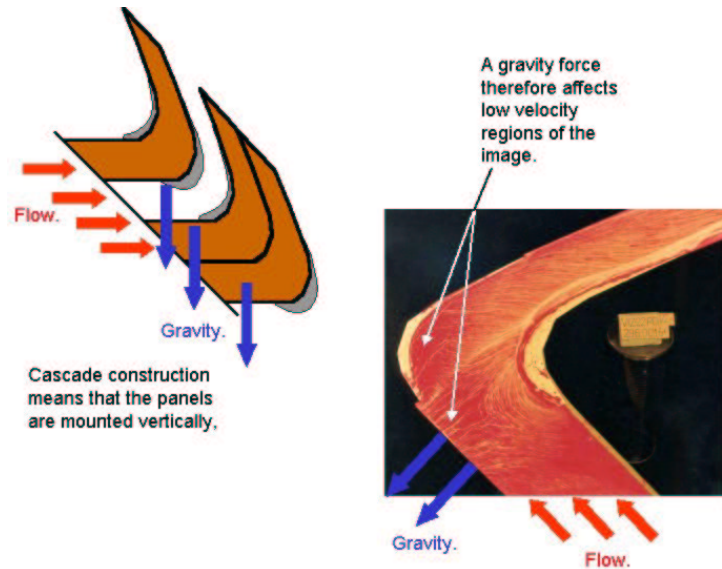 A gravity force
therefore affects
low velocity
regions of the
image.
Flow.
Gravity.
Cascade construction
means that the panels
are mounted vertically,
Gravity.
Flow.